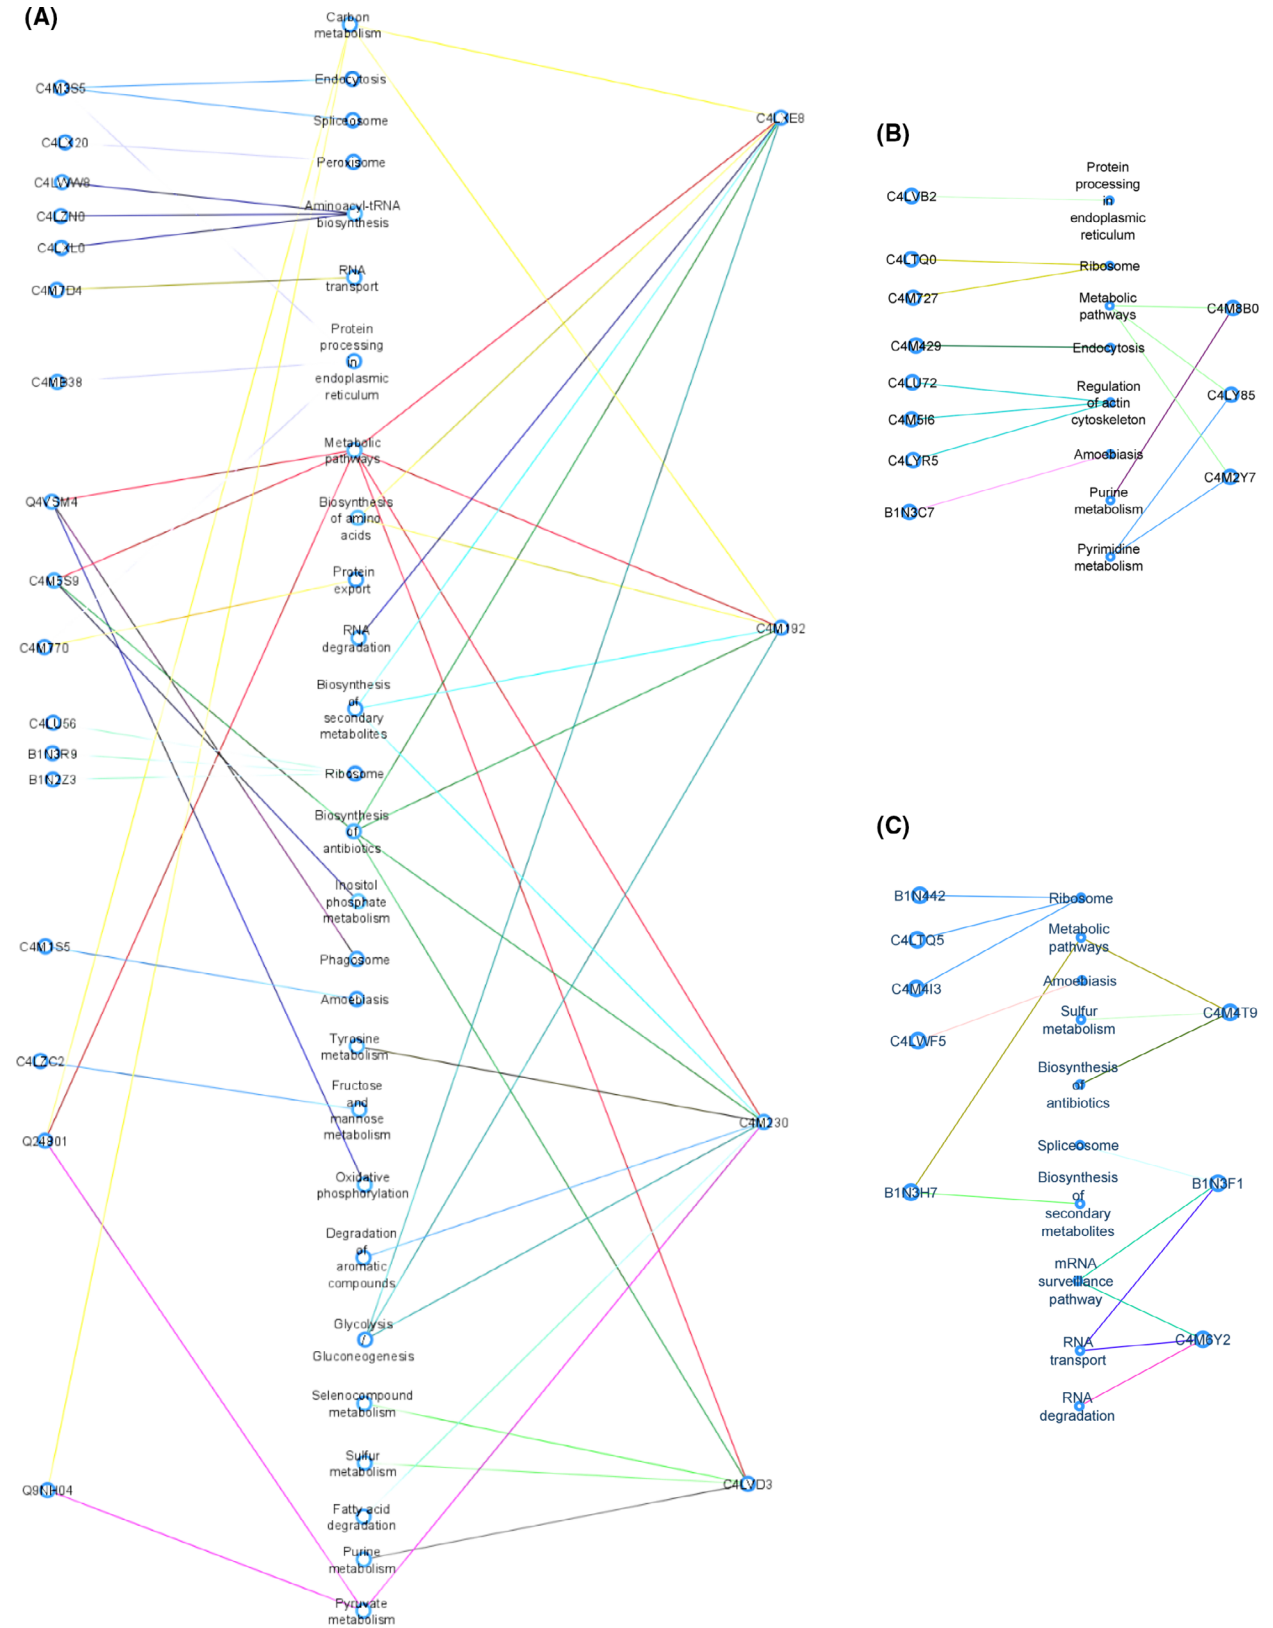 (A)
Carbon
metabolism
C4M3S5
Endocytosis
Spliceosome
C4LX20
Peroxisome
C4LWW8
Aminoacyl-tRNA
biosynthesis
C4LZN0
C4LXL0
RNA
transport
C4M7D4
Protein
processing
in
endoplasmic
reticulum
C4MB38
Metabolic
pathways
Q4VSM4
Biosynthesis
of amino
acids
C4M5S9
Protein
export
C4M770
RNA
degradation
Biosynthesis
of
secondary
metabolites
C4LU56
B1N3R9
B1N2Z3
Ribosome
Biosynthesis
of
antibiotics
Inositol
phosphate
metabolism
C4M1S5
Phagosome
Amoebiasis
Tyrosine
metabolism
C4LZC2
Fructose
and
mannose
metabolism
Q24801
Oxidative
phosphorylation
Degradation
of
aromatic
compounds
Glycolysis
/
Gluconeogenesis
Selenocompound
metabolism
Sulfur
metabolism
Q9NH04
Fatty acid
degradation
Purine
metabolism
Pyruvate
metabolism
C4LXE8
C4M192
C4M230
C4LVD3
(B)
C4LVB2
Protein
processing
in
endoplasmic
reticulum
C4LTQ0
Ribosome
C4M727
Metabolic
pathways
C4M8B0
C4M429
Endocytosis
C4LU72
Regulation
of actin
cytoskeleton
C4LY85
C4M5I6
C4LYR5
Amoebiasis
C4M2Y7
B1N3C7
Purine
metabolism
Pyrimidine
metabolism
(C)
B1N442
Ribosome
C4LTQ5
Metabolic
pathways
C4M4I3
Amoebiasis
C4LWF5
Sulfur
metabolism
C4M4T9
Biosynthesis
of
antibiotics
Spliceosome
B1N3H7
Biosynthesis
of
secondary
metabolites
B1N3F1
mRNA
surveillance
pathway
RNA
transport
C4M6Y2
RNA
degradation